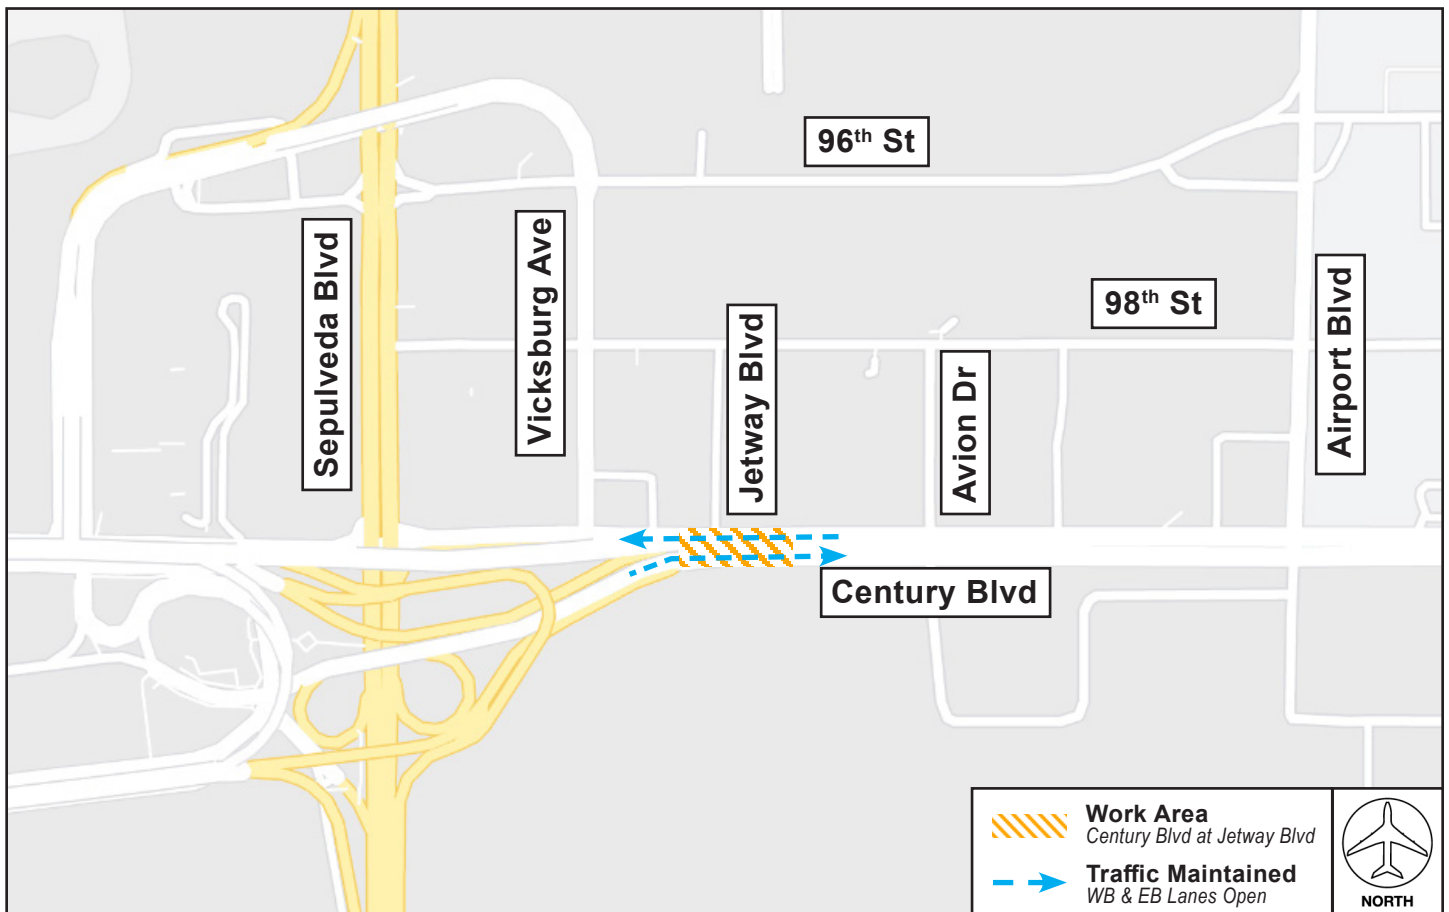 96th St
Sepulveda Blvd
Vicksburg Ave
Jetway Blvd
98th St
Avion Dr
Airport Blvd
Century Blvd
Work Area
Century Blvd at Jetway Blvd
Traffic Maintained
WB & EB Lanes Open
NORTH